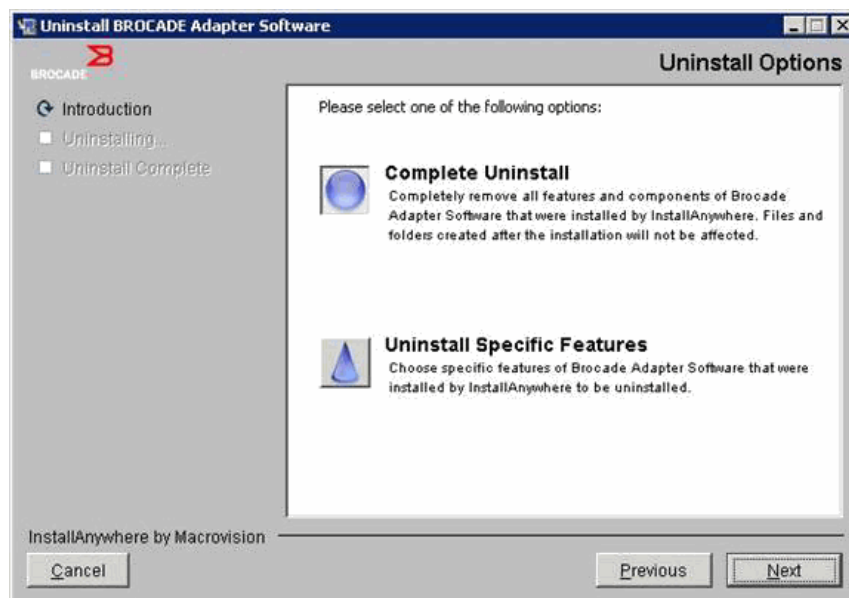 Uninstall BROCADE Adapter Software
BROCADE
Uninstall Options
Introduction
Uninstalling...
Uninstall Complete
Please select one of the following options:
Complete Uninstall
Completely remove all features and components of Brocade
Adapter Software that were installed by InstallAnywhere. Files and
folders created after the installation will not be affected.
Uninstall Specific Features
Choose specific features of Brocade Adapter Software that were
installed by InstallAnywhere to be uninstalled.
InstallAnywhere by Macrovision
Cancel
Previous
Next